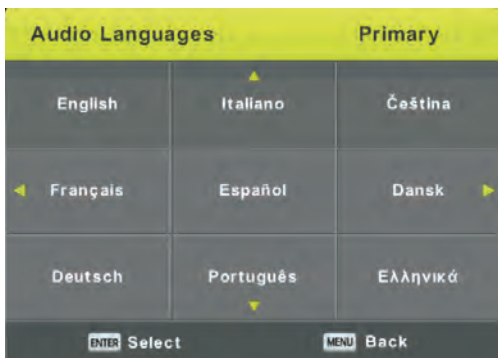 Audio Languages Primary
English Italiano Čeština
Français Español Dansk
Deutsch Português Ελληνικά
ENTER Select MENU Back